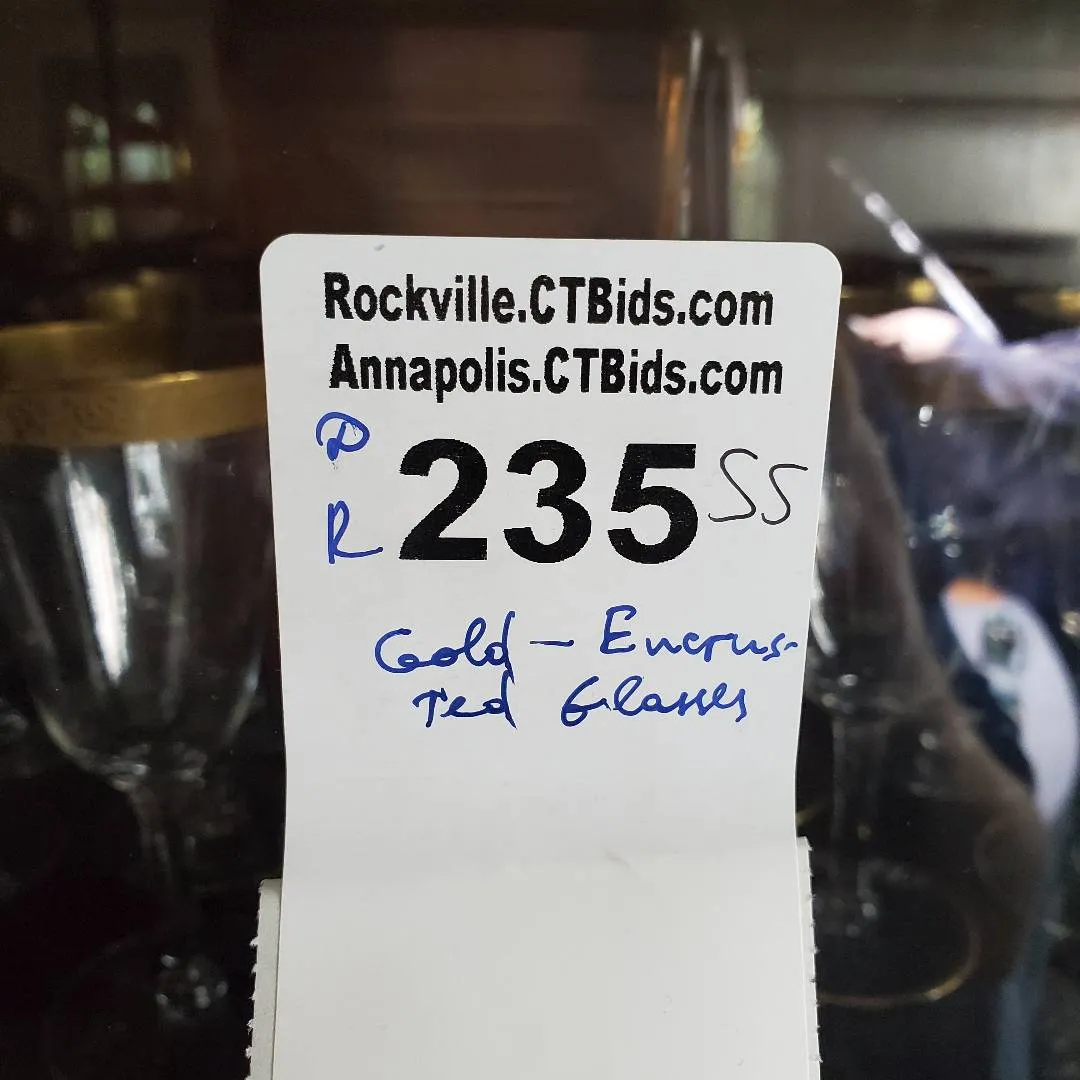 Rockville.CTBids.com
Annapolis.CTBids.com
D
R 235 SS
Gold - Encrus-
Ted Glasses